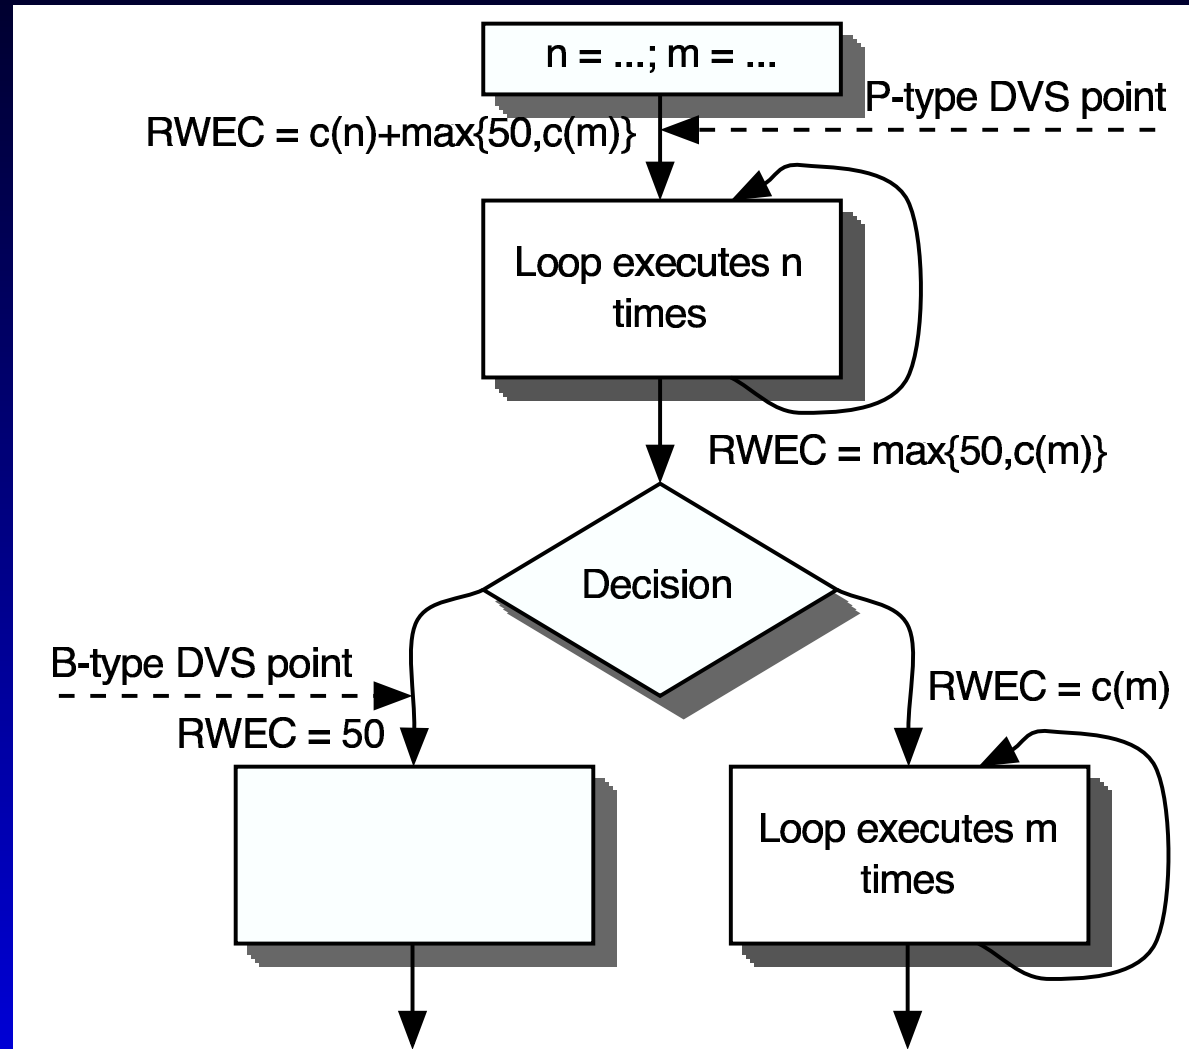 n = ...; m = ...
P-type DVS point
RWEC = c(n)+max{50,c(m)}
Loop executes n
times
RWEC = max{50,c(m)}
Decision
B-type DVS point
RWEC = c(m)
RWEC = 50
Loop executes m
times